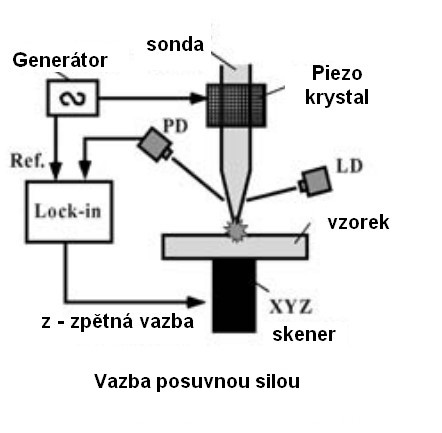 sonda
Generátor
Piezo
krystal
PD
Ref.
LD
Lock-in
vzorek
XYZ
z - zpětná vazba
skener
Vazba posuvnou silou